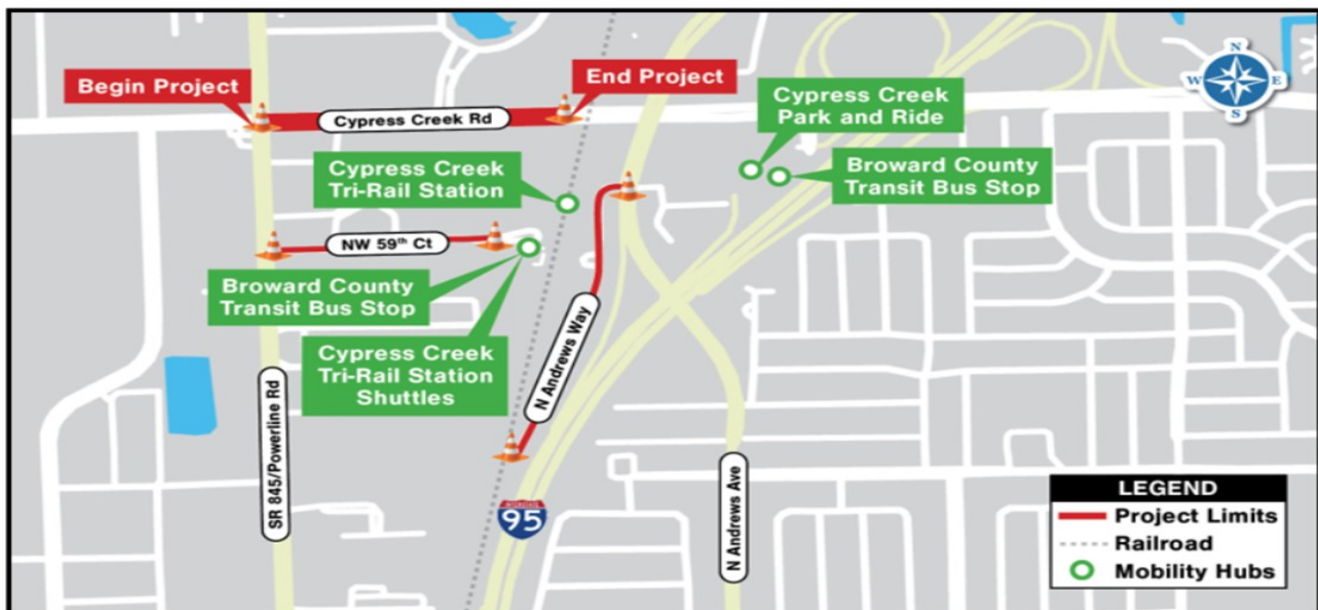 Begin Project
End Project
Cypress Creek Rd
Cypress Creek
Park and Ride
Broward County
Transit Bus Stop
Cypress Creek
Tri-Rail Station
NW 59th Ct
Broward County
Transit Bus Stop
Cypress Creek
Tri-Rail Station
Shuttles
N Andrews Way
SR 845/Powerline Rd
N Andrews Ave
95
N
W
E
S
LEGEND
Project Limits
Railroad
Mobility Hubs